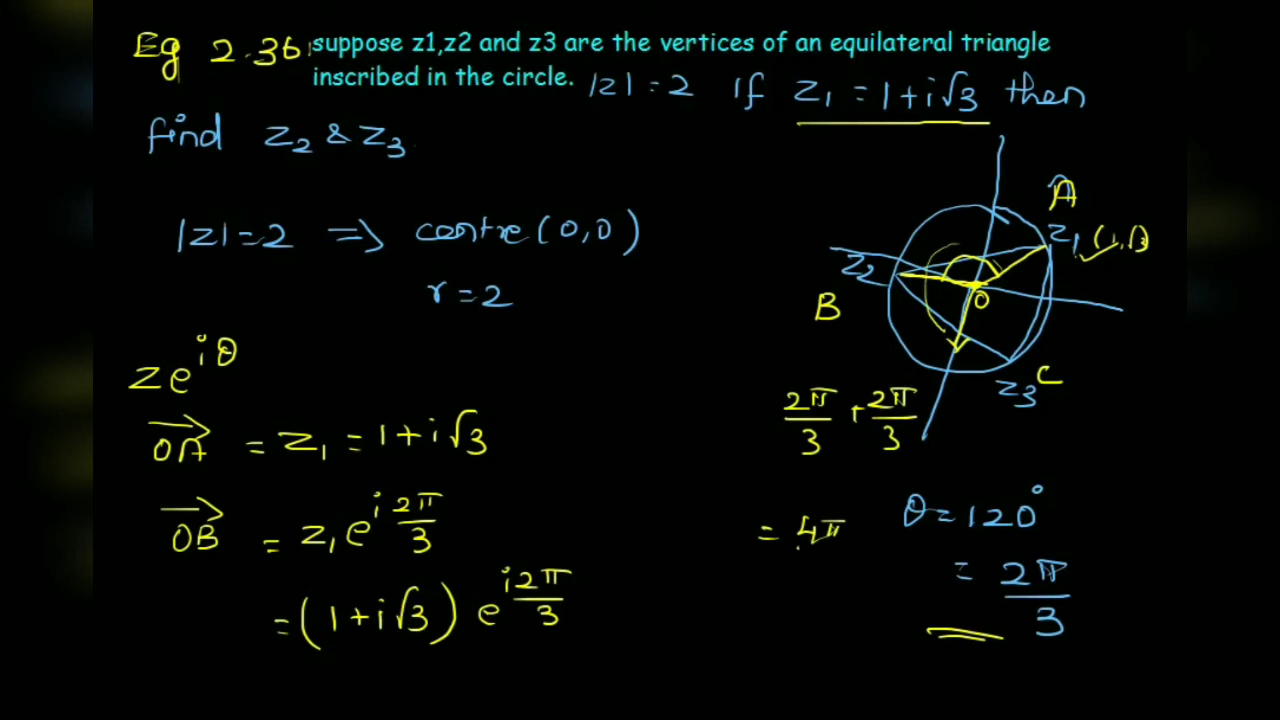 Eg 2.36 suppose z1,z2 and z3 are the vertices of an equilateral triangle
inscribed in the circle. |z| = 2 If z₁ = 1+i√3 then
find z₂ & z₃
|z| = 2 ⇒ centre (0,0)
r = 2
A
z₁ (1,√3)
z₂
O
B
z₃ C
ze^{iθ}
OA⃗ = z₁ = 1+i√3
OB⃗ = z₁ e^{i2π/3}
= (1+i√3) e^{i2π/3}
2π/3 + 2π/3
= 4π
θ = 120°
= 2π/3